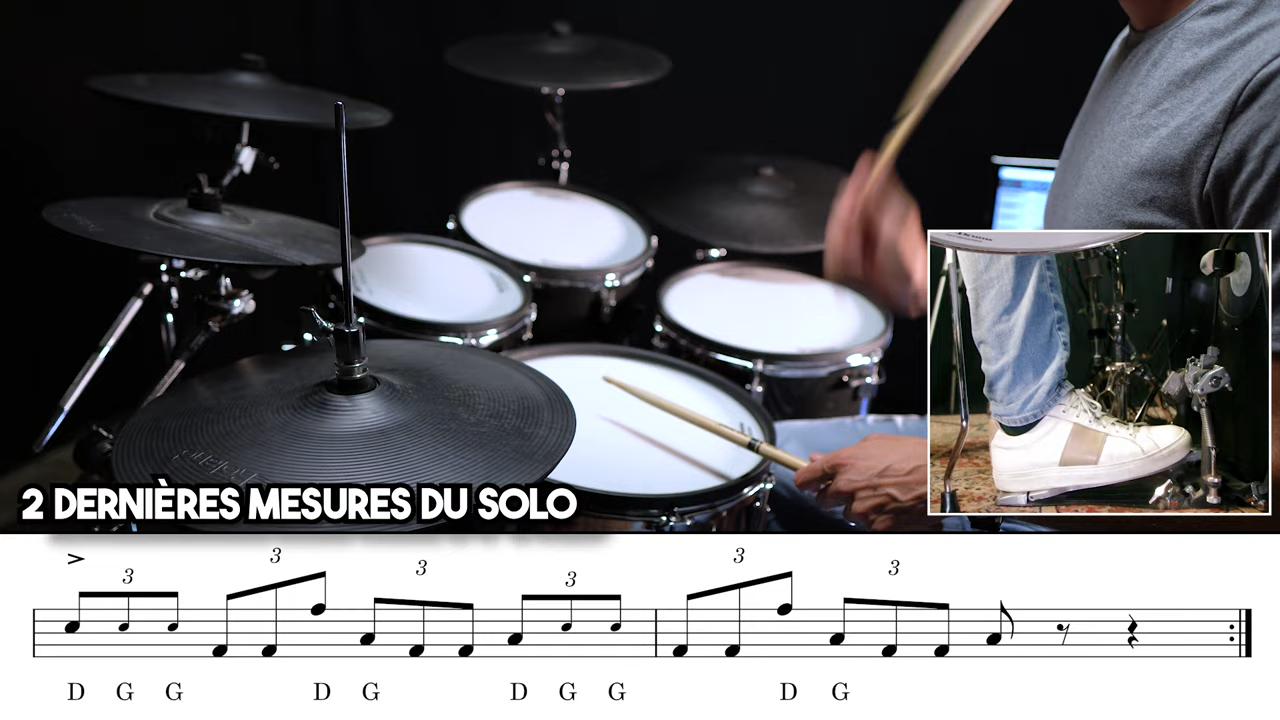 2 DERNIÈRES MESURES DU SOLO
3 3 3 3 3 3
D G G D G D G G D G